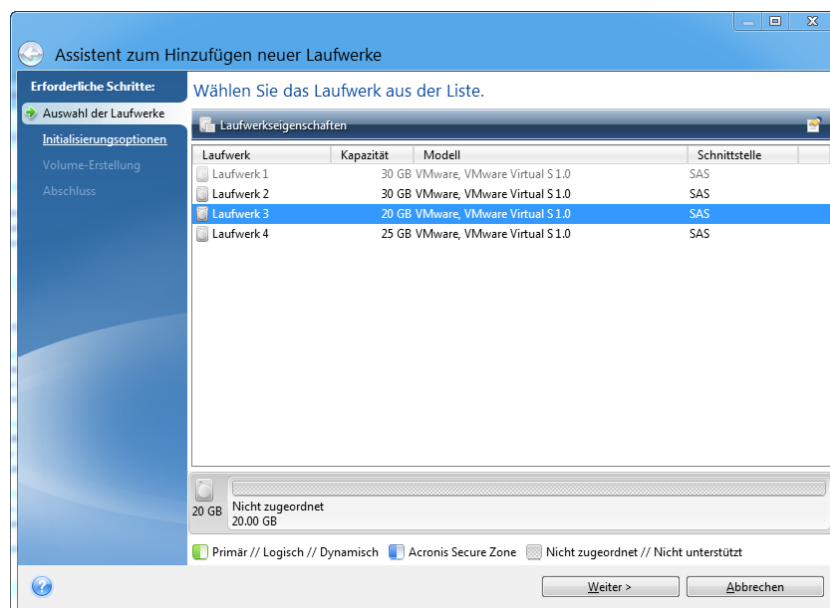 Assistent zum Hinzufügen neuer Laufwerke
Erforderliche Schritte:
Auswahl der Laufwerke
Initialisierungsoptionen
Volume-Erstellung
Abschluss
Wählen Sie das Laufwerk aus der Liste.
Laufwerkseigenschaften
Laufwerk Kapazität Modell Schnittstelle
Laufwerk 1 30 GB VMware, VMware Virtual S 1.0 SAS
Laufwerk 2 30 GB VMware, VMware Virtual S 1.0 SAS
Laufwerk 3 20 GB VMware, VMware Virtual S 1.0 SAS
Laufwerk 4 25 GB VMware, VMware Virtual S 1.0 SAS
20 GB
Nicht zugeordnet
20.00 GB
Primär // Logisch // Dynamisch Acronis Secure Zone Nicht zugeordnet // Nicht unterstützt
? Weiter > Abbrechen